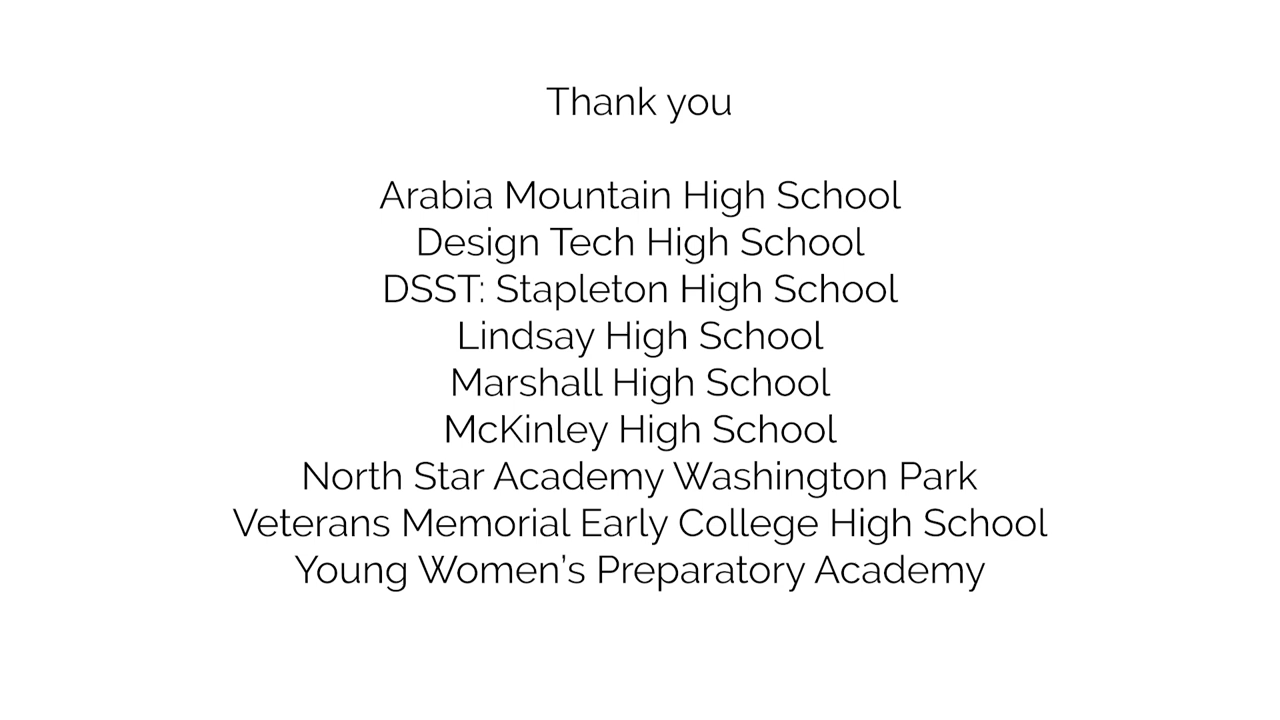 Thank you
Arabia Mountain High School
Design Tech High School
DSST: Stapleton High School
Lindsay High School
Marshall High School
McKinley High School
North Star Academy Washington Park
Veterans Memorial Early College High School
Young Women’s Preparatory Academy